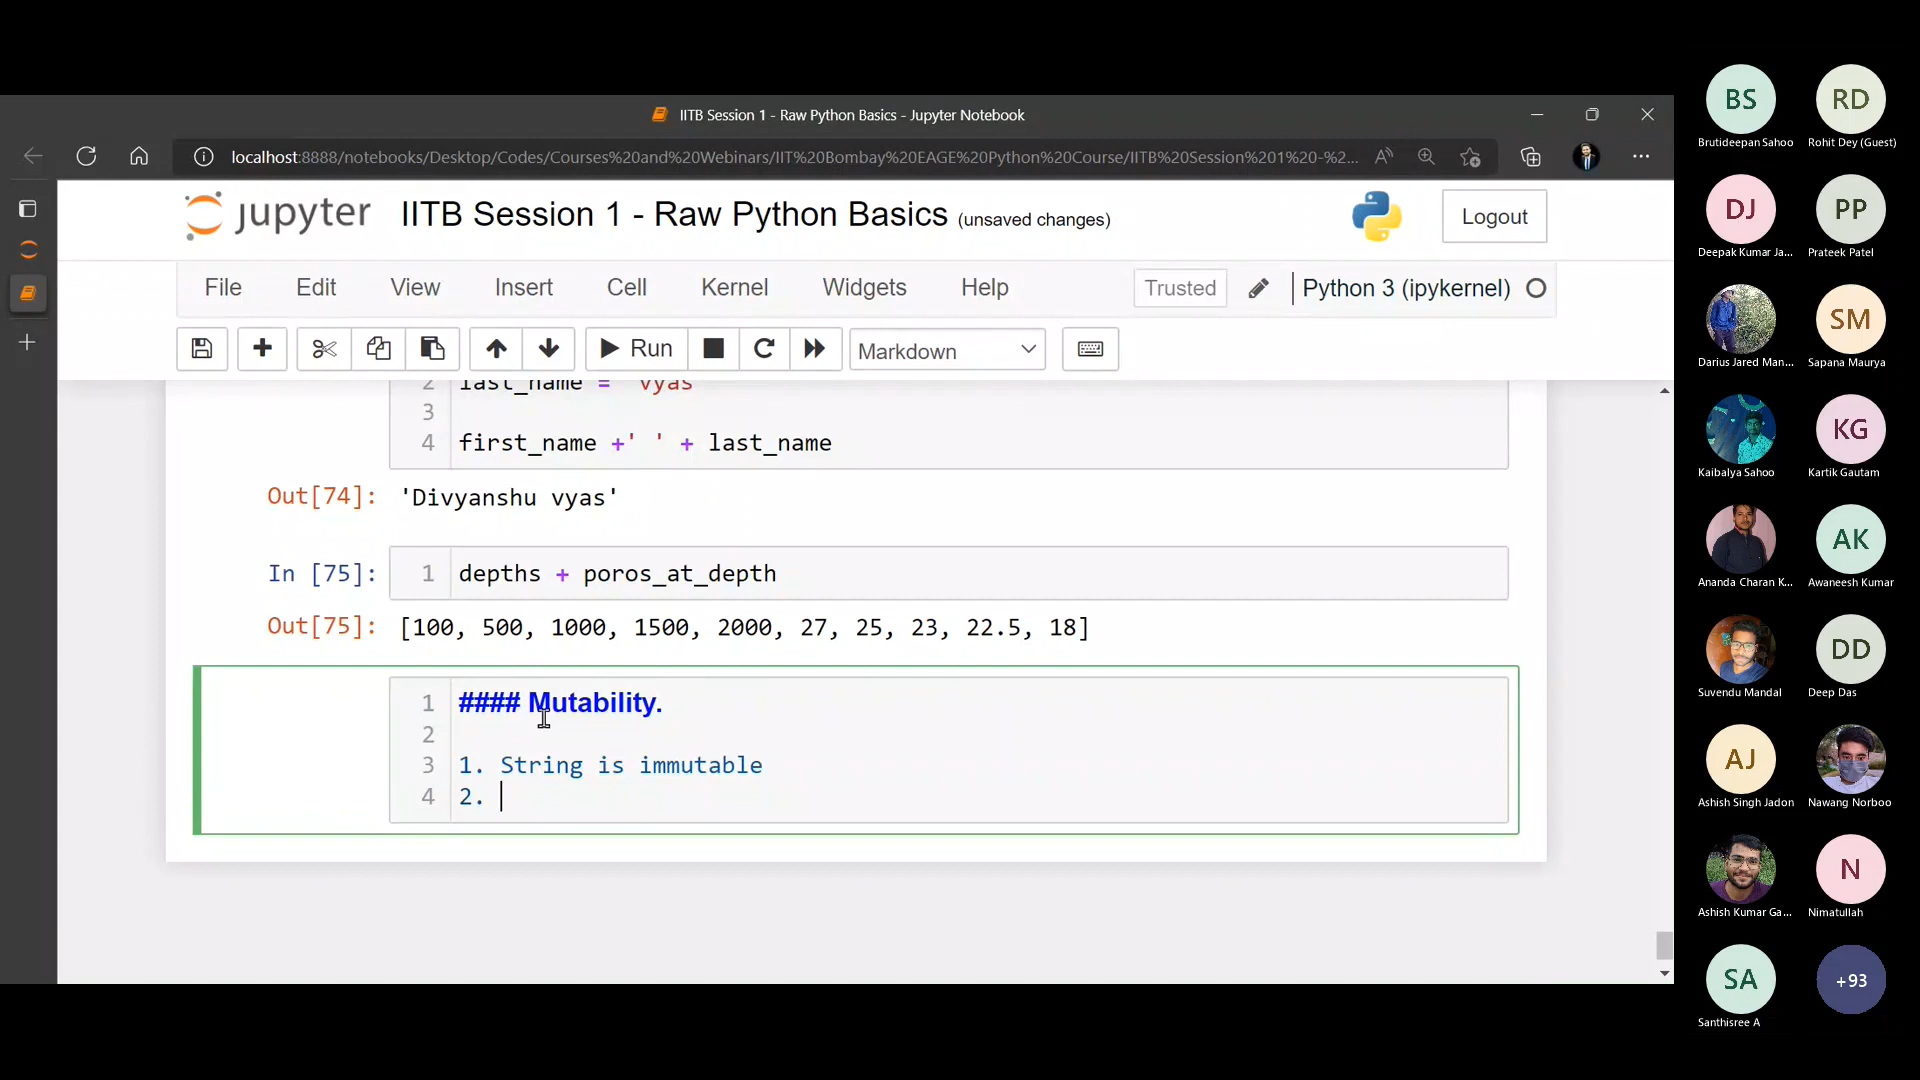 IITB Session 1 - Raw Python Basics - Jupyter Notebook
localhost:8888/notebooks/Desktop/Codes/Courses%20and%20Webinars/IIT%20Bombay%20EAGE%20Python%20Course/IITB%20Session%201%20-%2...
jupyter IITB Session 1 - Raw Python Basics (unsaved changes) Logout
File Edit View Insert Cell Kernel Widgets Help Trusted Python 3 (ipykernel)
Run Markdown
2 last_name = 'vyas'
3
4 first_name +' ' + last_name
Out[74]: 'Divyanshu vyas'
In [75]: 1 depths + poros_at_depth
Out[75]: [100, 500, 1000, 1500, 2000, 27, 25, 23, 22.5, 18]
1 #### Mutability.
2
3 1. String is immutable
4 2.
BS RD
Brutideepan Sahoo Rohit Dey (Guest)
DJ PP
Deepak Kumar Ja... Prateek Patel
SM
Darius Jared Man... Sapana Maurya
KG
Kaibalya Sahoo Kartik Gautam
AK
Ananda Charan K... Awaneesh Kumar
DD
Suvendu Mandal Deep Das
AJ
Ashish Singh Jadon Nawang Norboo
N
Ashish Kumar Ga... Nimatullah
SA +93
Santhisree A